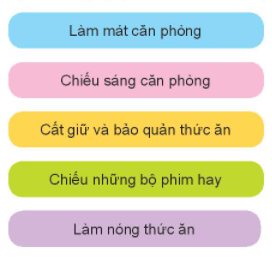 Làm mát căn phòng
Chiếu sáng căn phòng
Cất giữ và bảo quản thức ăn
Chiếu những bộ phim hay
Làm nóng thức ăn